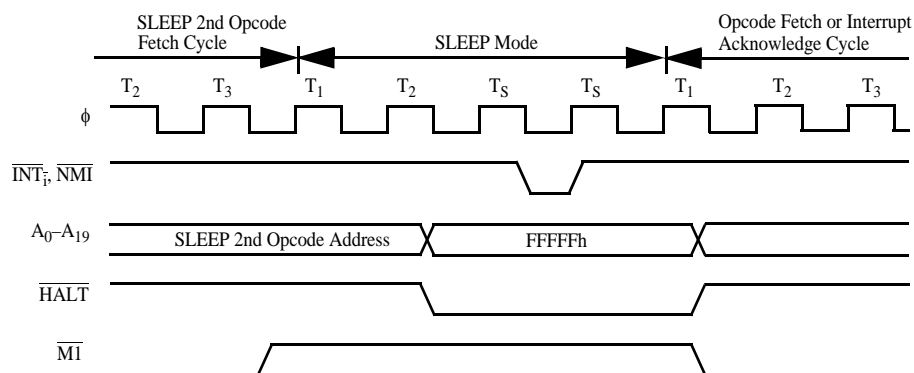 SLEEP 2nd Opcode
Fetch Cycle
SLEEP Mode
Opcode Fetch or Interrupt
Acknowledge Cycle
T2 T3 T1 T2 TS TS T1 T2 T3
ϕ
INTi, NMI
A0–A19
SLEEP 2nd Opcode Address
FFFFFh
HALT
M1